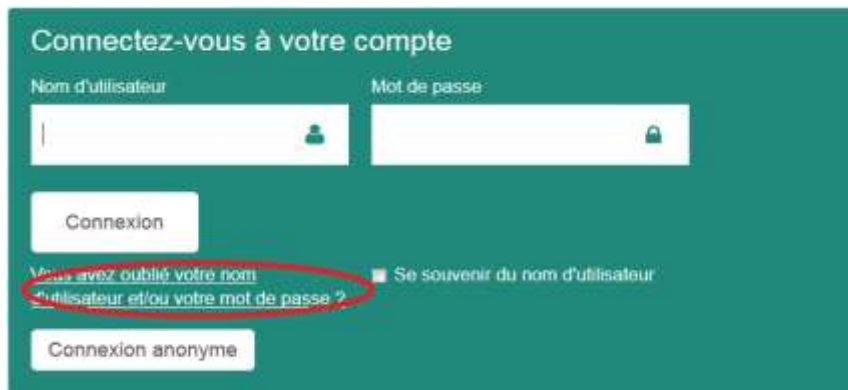 Connectez-vous à votre compte
Nom d'utilisateur Mot de passe
Connexion
Vous avez oublié votre nom
d'utilisateur et/ou votre mot de passe ?
Se souvenir du nom d'utilisateur
Connexion anonyme